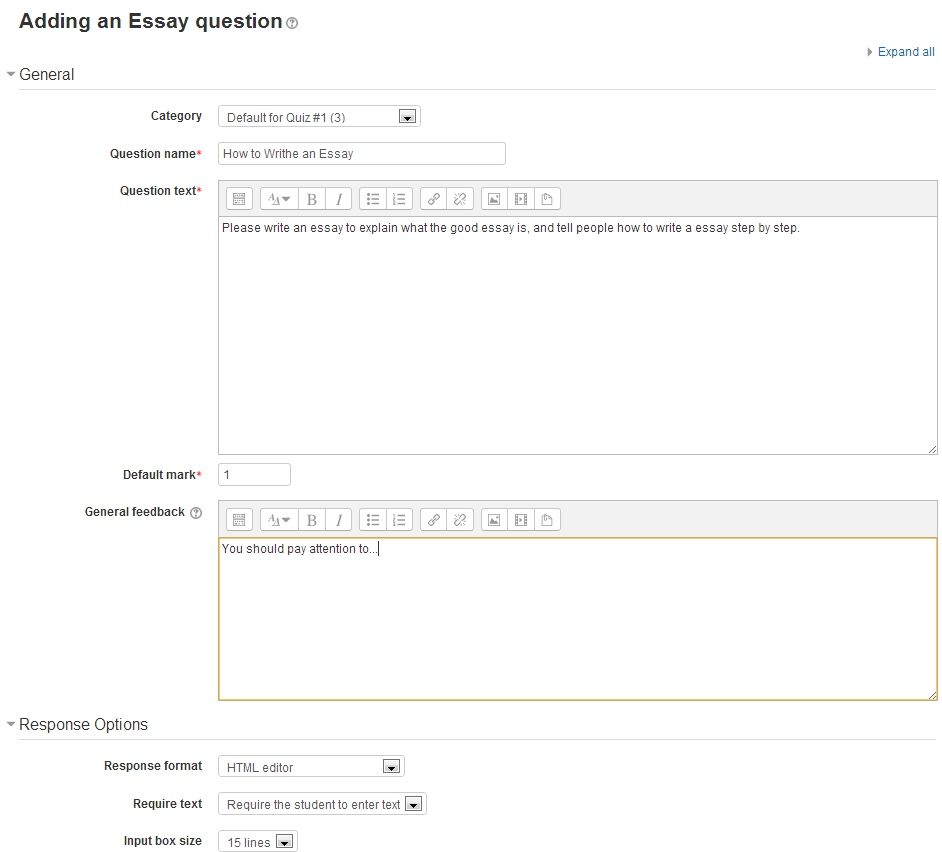 Adding an Essay question
Expand all
General
Category Default for Quiz #1 (3)
Question name* How to Writhe an Essay
Question text*
Please write an essay to explain what the good essay is, and tell people how to write a essay step by step.
Default mark* 1
General feedback
You should pay attention to...
Response Options
Response format HTML editor
Require text Require the student to enter text
Input box size 15 lines